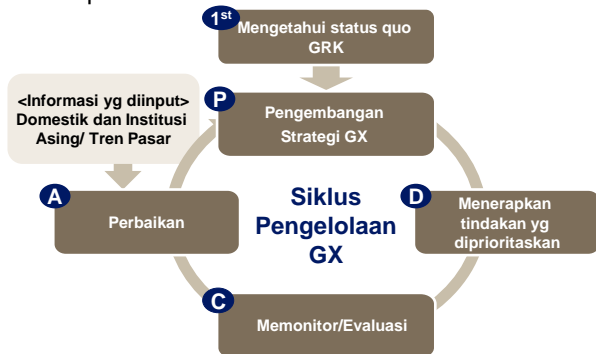 1st
Mengetahui status quo
GRK
<Informasi yg diinput>
Domestik dan Institusi
Asing/ Tren Pasar
P
Pengembangan
Strategi GX
A
Perbaikan
Siklus
Pengelolaan
GX
D
Menerapkan
tindakan yg
diprioritaskan
C
Memonitor/Evaluasi